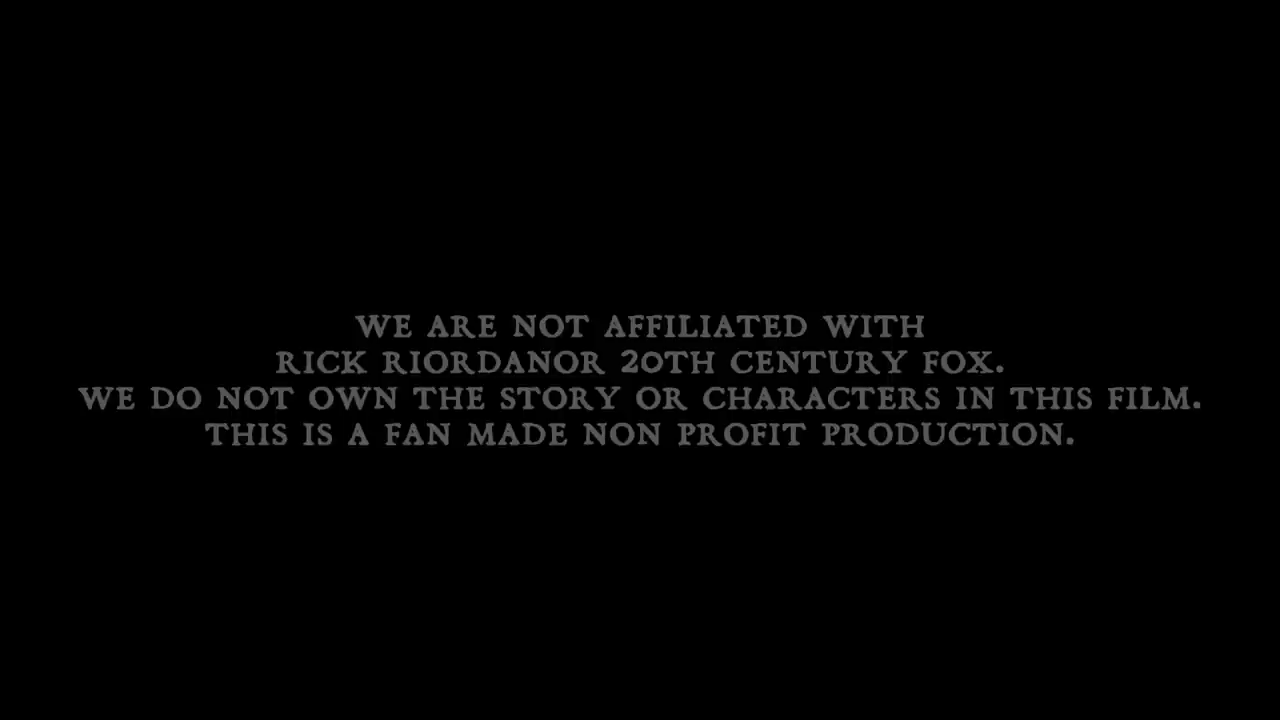 WE ARE NOT AFFILIATED WITH
RICK RIORDANOR 20TH CENTURY FOX.
WE DO NOT OWN THE STORY OR CHARACTERS IN THIS FILM.
THIS IS A FAN MADE NON PROFIT PRODUCTION.